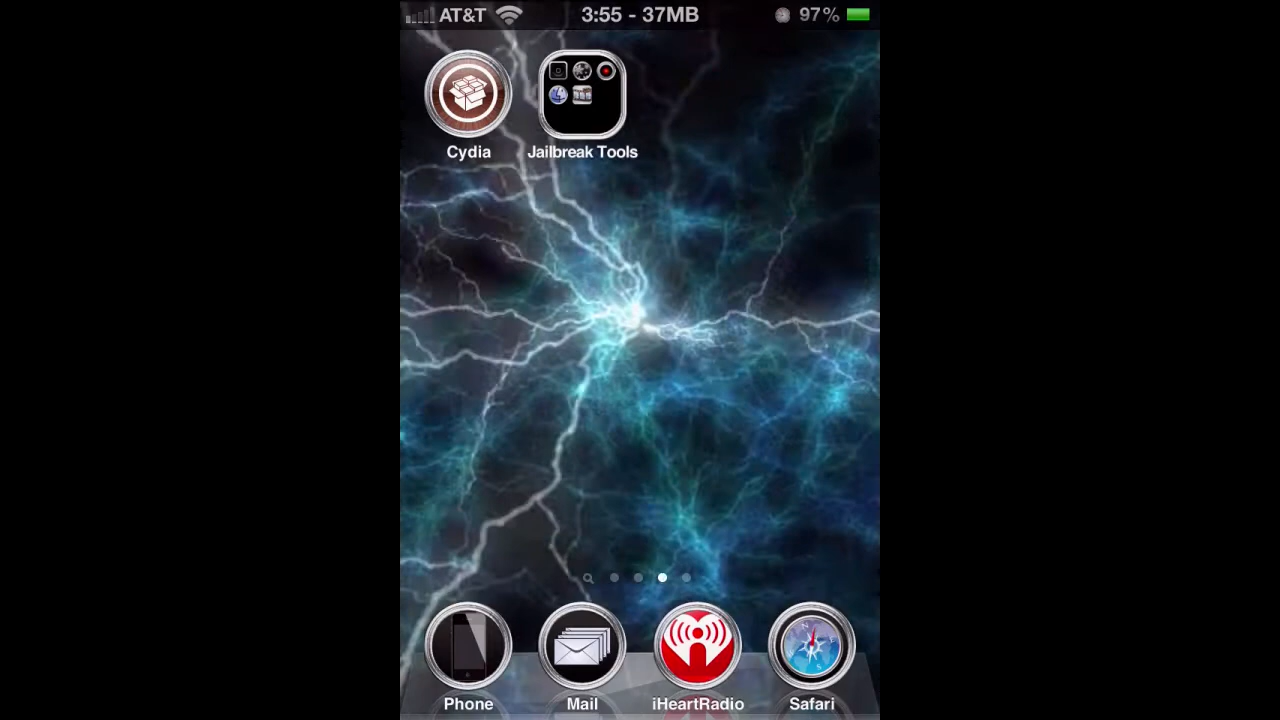 AT&T 3:55 - 37MB 97%
Cydia Jailbreak Tools
Phone Mail iHeartRadio Safari